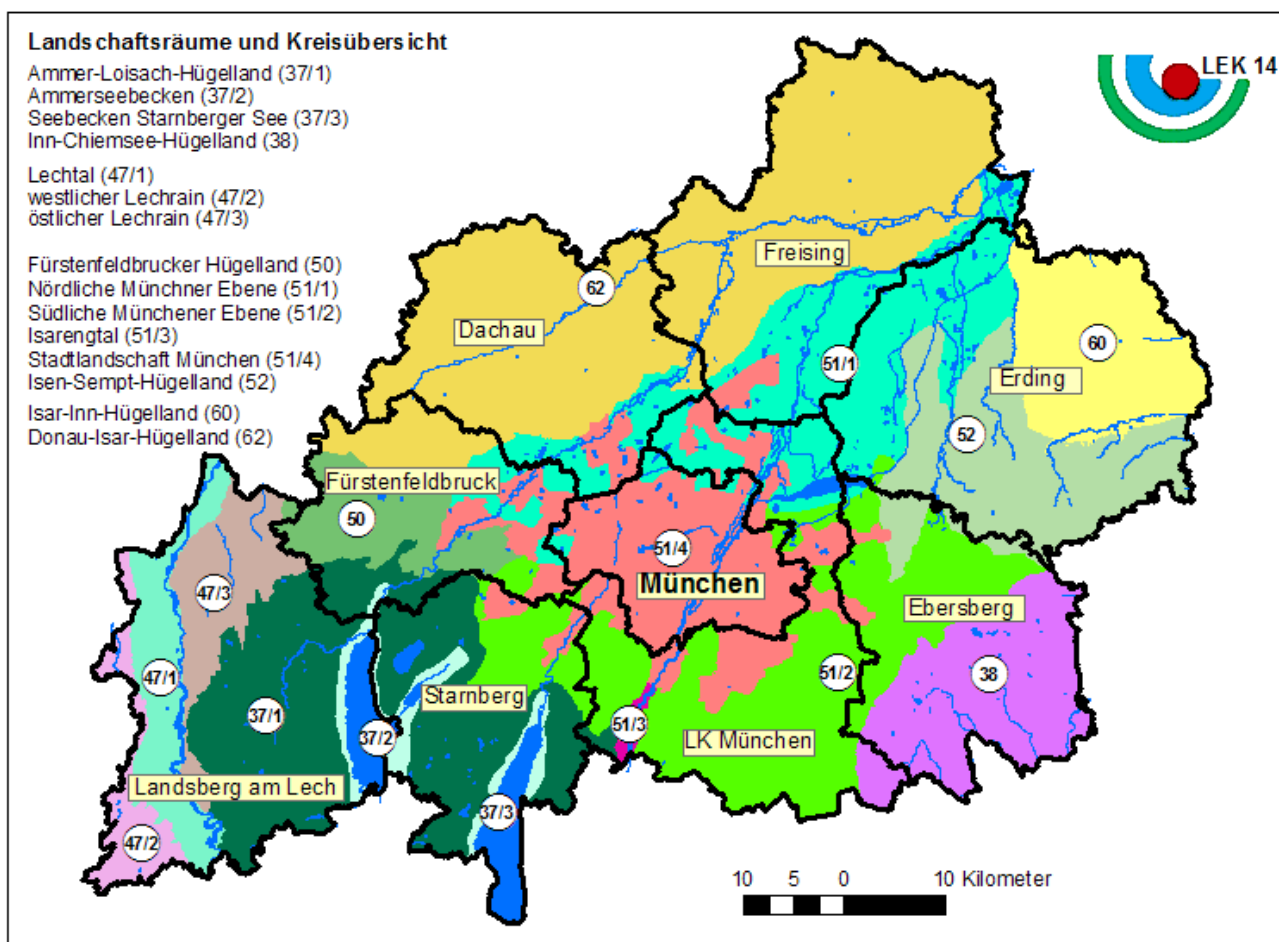 Landschaftsräume und Kreisübersicht
Ammer-Loisach-Hügelland (37/1)
Ammerseebecken (37/2)
Seebecken Starnberger See (37/3)
Inn-Chiemsee-Hügelland (38)
Lechtal (47/1)
westlicher Lechrain (47/2)
östlicher Lechrain (47/3)
Fürstenfeldbrucker Hügelland (50)
Nördliche Münchner Ebene (51/1)
Südliche Münchener Ebene (51/2)
Isarengtal (51/3)
Stadtlandschaft München (51/4)
Isen-Sempt-Hügelland (52)
Isar-Inn-Hügelland (60)
Donau-Isar-Hügelland (62)
LEK 14
Freising
62
Dachau
60
51/1
Erding
52
Fürstenfeldbruck
50
51/4
München
47/3
Ebersberg
47/1
51/2
38
Starnberg
37/1
51/3
37/2
LK München
Landsberg am Lech
37/3
47/2
10 5 0 10 Kilometer